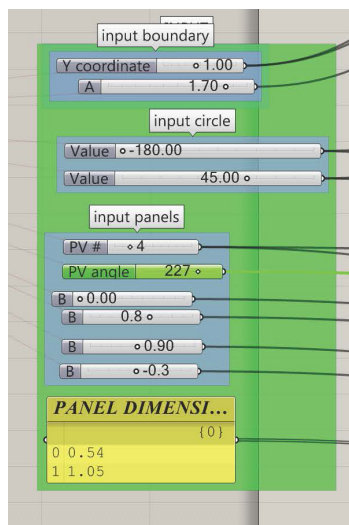 input boundary
Y coordinate 1.00
A 1.70
input circle
Value -180.00
Value 45.00
input panels
PV # 4
PV angle 227
B 0.00
B 0.8
B 0.90
B -0.3
PANEL DIMENSI...
{0}
0 0.54
1 1.05